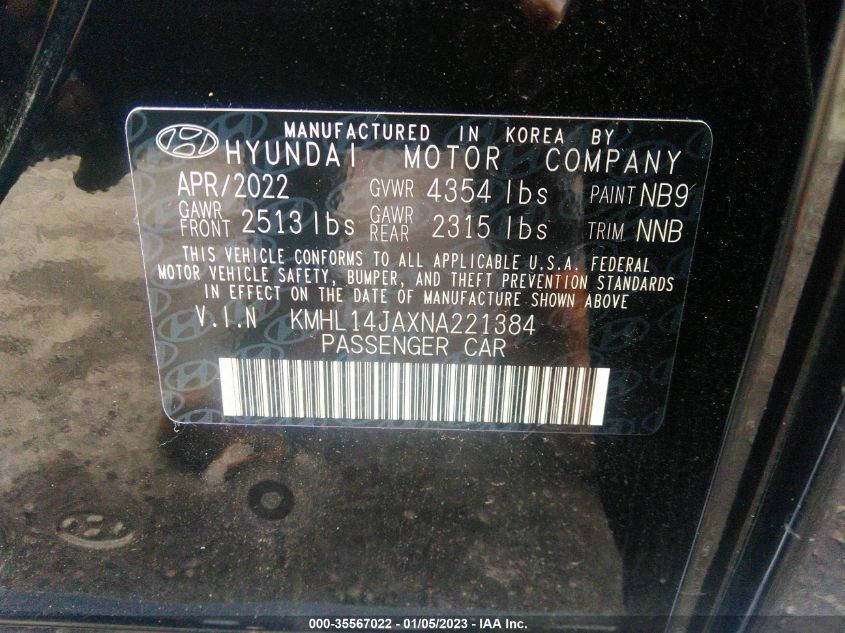 MANUFACTURED IN KOREA BY
HYUNDAI MOTOR COMPANY
APR/2022 GVWR 4354 lbs PAINT NB9
GAWR FRONT 2513 lbs GAWR REAR 2315 lbs TRIM NNB
THIS VEHICLE CONFORMS TO ALL APPLICABLE U.S.A. FEDERAL
MOTOR VEHICLE SAFETY, BUMPER, AND THEFT PREVENTION STANDARDS
IN EFFECT ON THE DATE OF MANUFACTURE SHOWN ABOVE
V.I.N KMHL14JAXNA221384
PASSENGER CAR
000-35567022 - 01/05/2023 - IAA Inc.